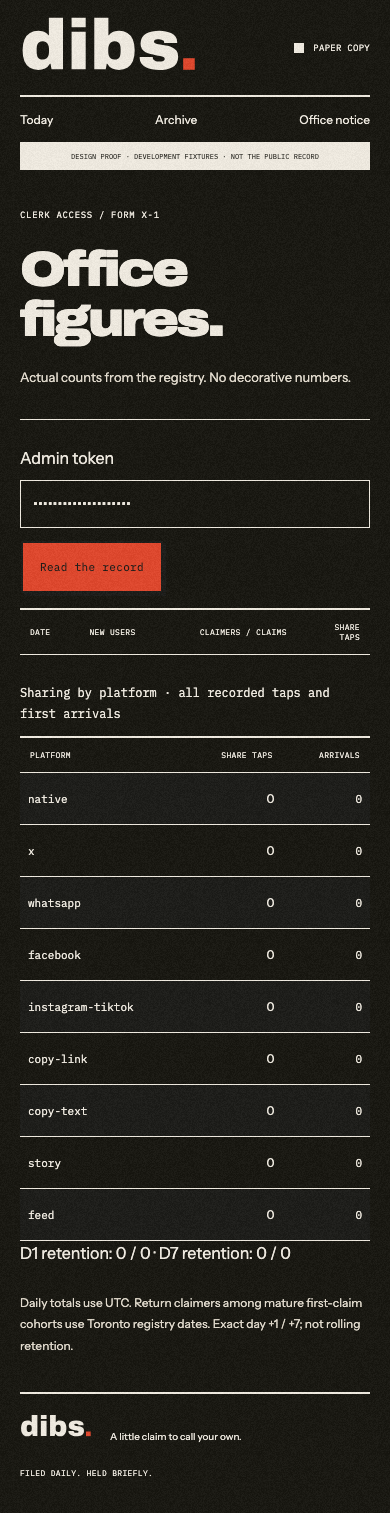 dibs.
PAPER COPY
Today Archive Office notice
DESIGN PROOF · DEVELOPMENT FIXTURES · NOT THE PUBLIC RECORD
CLERK ACCESS / FORM X-1
Office
figures.
Actual counts from the registry. No decorative numbers.
Admin token
Read the record
DATE NEW USERS CLAIMERS / CLAIMS SHARE
TAPS
Sharing by platform · all recorded taps and
first arrivals
PLATFORM SHARE TAPS ARRIVALS
native 0 0
x 0 0
whatsapp 0 0
facebook 0 0
instagram-tiktok 0 0
copy-link 0 0
copy-text 0 0
story 0 0
feed 0 0
D1 retention: 0 / 0 · D7 retention: 0 / 0
Daily totals use UTC. Return claimers among mature first-claim
cohorts use Toronto registry dates. Exact day +1 / +7; not rolling
retention.
dibs. A little claim to call your own.
FILED DAILY. HELD BRIEFLY.